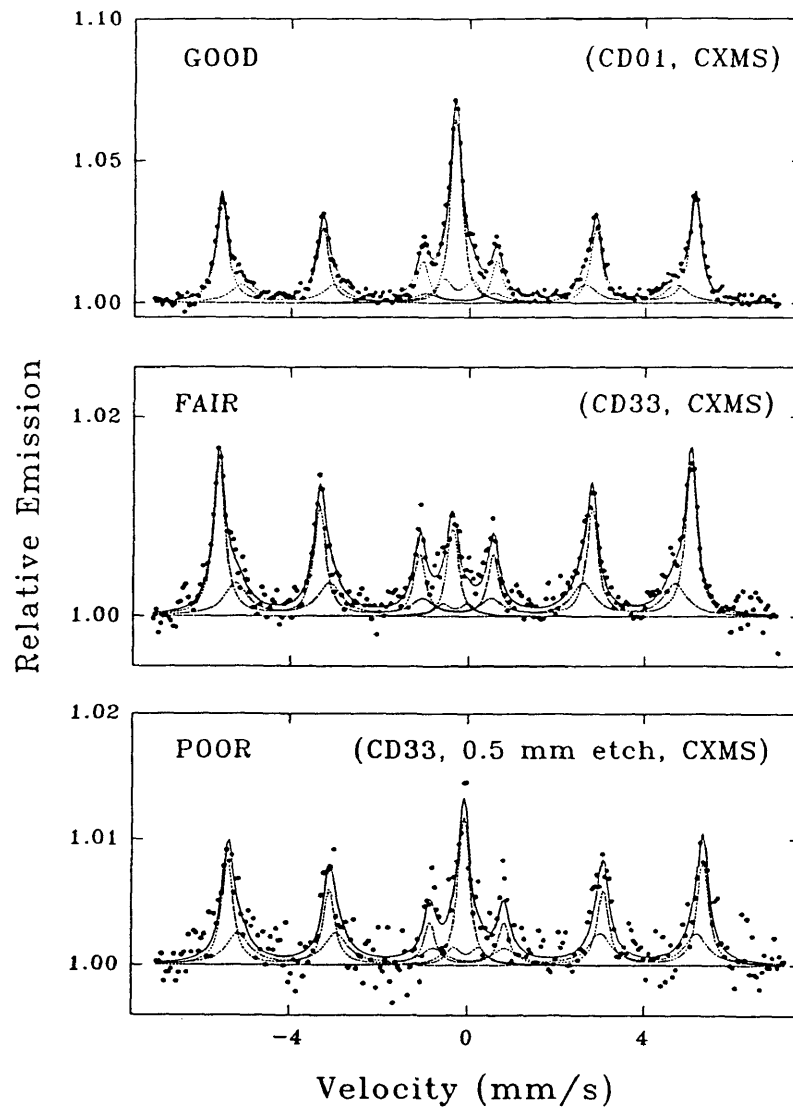 1.10
GOOD (CD01, CXMS)
1.05
1.00
Relative Emission
FAIR (CD33, CXMS)
1.02
1.00
1.02
POOR (CD33, 0.5 mm etch, CXMS)
1.01
1.00
-4 0 4
Velocity (mm/s)